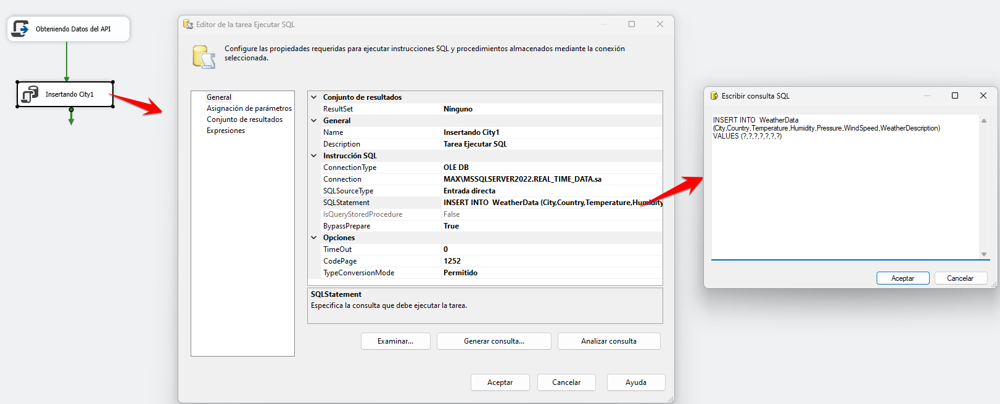 Obteniendo Datos del API
Insertando City1
Editor de la tarea Ejecutar SQL
Configure las propiedades requeridas para ejecutar instrucciones SQL y procedimientos almacenados mediante la conexión
seleccionada.
General
Asignación de parámetros
Conjunto de resultados
Expresiones
Conjunto de resultados
ResultSet Ninguno
General
Name Insertando City1
Description Tarea Ejecutar SQL
Instrucción SQL
ConnectionType OLE DB
Connection MAX\MSSQLSERVER2022.REAL_TIME_DATA.sa
SQLSourceType Entrada directa
SQLStatement INSERT INTO  WeatherData (City,Country,Temperature,Humidity
IsQueryStoredProcedure False
BypassPrepare True
Opciones
TimeOut 0
CodePage 1252
TypeConversionMode Permitido
SQLStatement
Especifica la consulta que debe ejecutar la tarea.
Examinar...
Generar consulta...
Analizar consulta
Aceptar
Cancelar
Ayuda
Escribir consulta SQL
INSERT INTO  WeatherData
(City,Country,Temperature,Humidity,Pressure,WindSpeed,WeatherDescription)
VALUES (?,?,?,?,?,?,?)
Aceptar
Cancelar